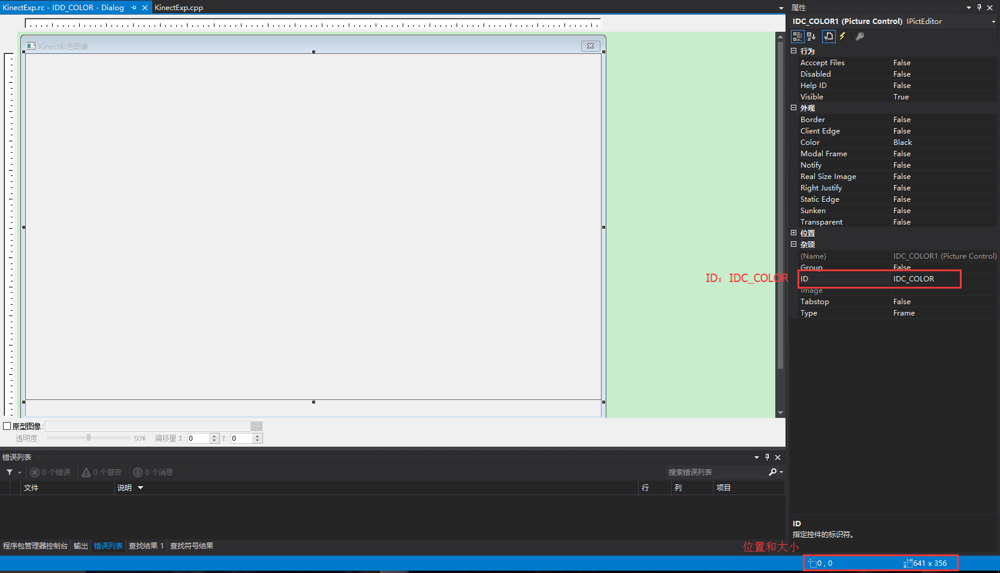 KinectExp.rc - IDD_COLOR - Dialog
KinectExp.cpp
Kinect彩色图像
原型图像:
透明度:
50%
偏移量 X: 0
Y: 0
错误列表
0 个错误
0 个警告
0 个消息
搜索错误列表
文件
说明
行
列
项目
程序包管理器控制台
输出
错误列表
查找结果 1
查找符号结果
属性
IDC_COLOR1 (Picture Control) IPictEditor
行为
Acccept Files False
Disabled False
Help ID False
Visible True
外观
Border False
Client Edge False
Color Black
Modal Frame False
Notify False
Real Size Image False
Right Justify False
Static Edge False
Sunken False
Transparent False
位置
杂项
(Name) IDC_COLOR1 (Picture Control)
Group False
ID：IDC_COLOR
ID IDC_COLOR
Image
Tabstop False
Type Frame
ID
指定控件的标识符。
位置和大小
0 , 0
641 x 356